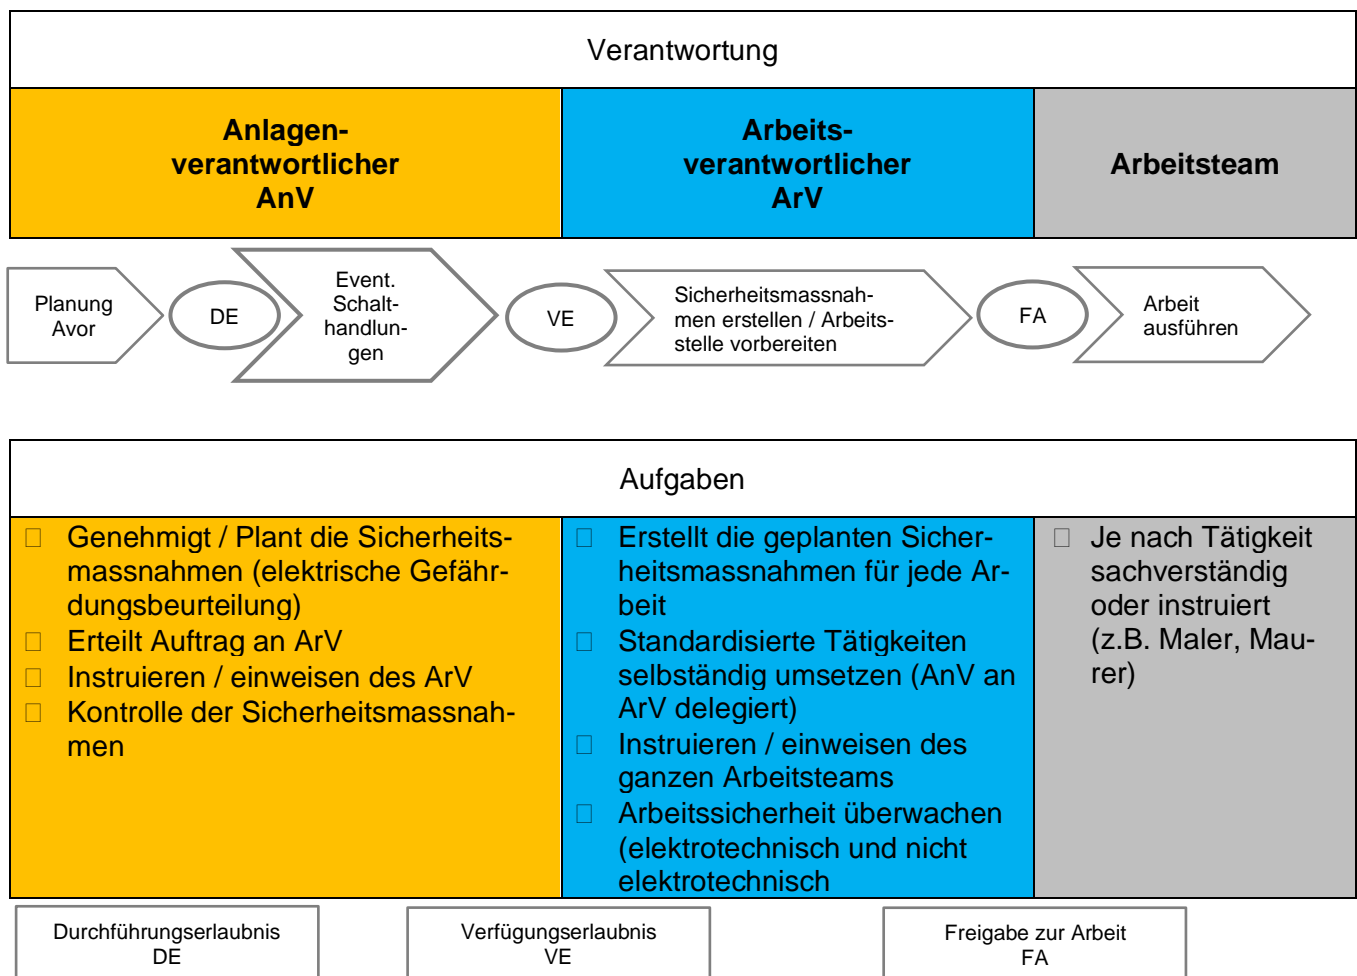 Verantwortung
Anlagen-
verantwortlicher
AnV
Arbeits-
verantwortlicher
ArV
Arbeitsteam
Planung
Avor
DE
Event.
Schalt-
handlun-
gen
VE
Sicherheitsmassnah-
men erstellen / Arbeits-
stelle vorbereiten
FA
Arbeit
ausführen
Aufgaben
Genehmigt / Plant die Sicherheits-
massnahmen (elektrische Gefähr-
dungsbeurteilung)
Erteilt Auftrag an ArV
Instruieren / einweisen des ArV
Kontrolle der Sicherheitsmassnah-
men
Erstellt die geplanten Sicher-
heitsmassnahmen für jede Ar-
beit
Standardisierte Tätigkeiten
selbständig umsetzen (AnV an
ArV delegiert)
Instruieren / einweisen des
ganzen Arbeitsteams
Arbeitssicherheit überwachen
(elektrotechnisch und nicht
elektrotechnisch
Je nach Tätigkeit
sachverständig
oder instruiert
(z.B. Maler, Mau-
rer)
Durchführungserlaubnis
DE
Verfügungserlaubnis
VE
Freigabe zur Arbeit
FA